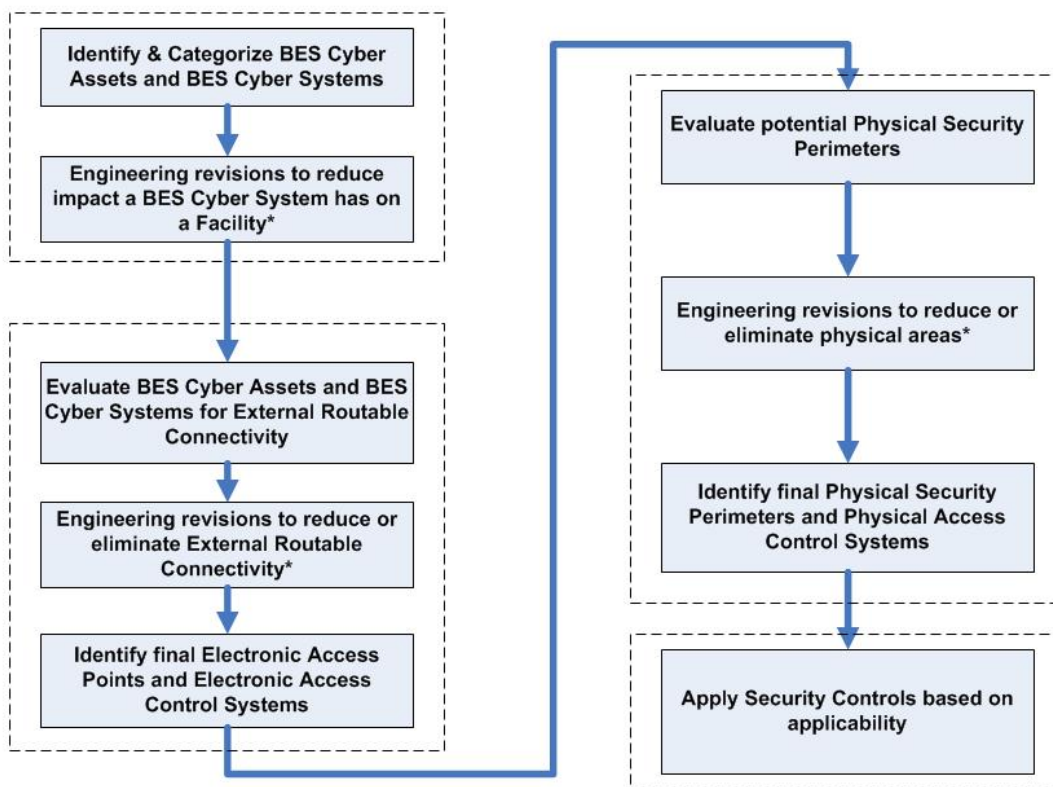 Identify & Categorize BES Cyber
Assets and BES Cyber Systems
Engineering revisions to reduce
impact a BES Cyber System has on
a Facility*
Evaluate BES Cyber Assets and BES
Cyber Systems for External Routable
Connectivity
Engineering revisions to reduce or
eliminate External Routable
Connectivity*
Identify final Electronic Access
Points and Electronic Access
Control Systems
Evaluate potential Physical Security
Perimeters
Engineering revisions to reduce or
eliminate physical areas*
Identify final Physical Security
Perimeters and Physical Access
Control Systems
Apply Security Controls based on
applicability